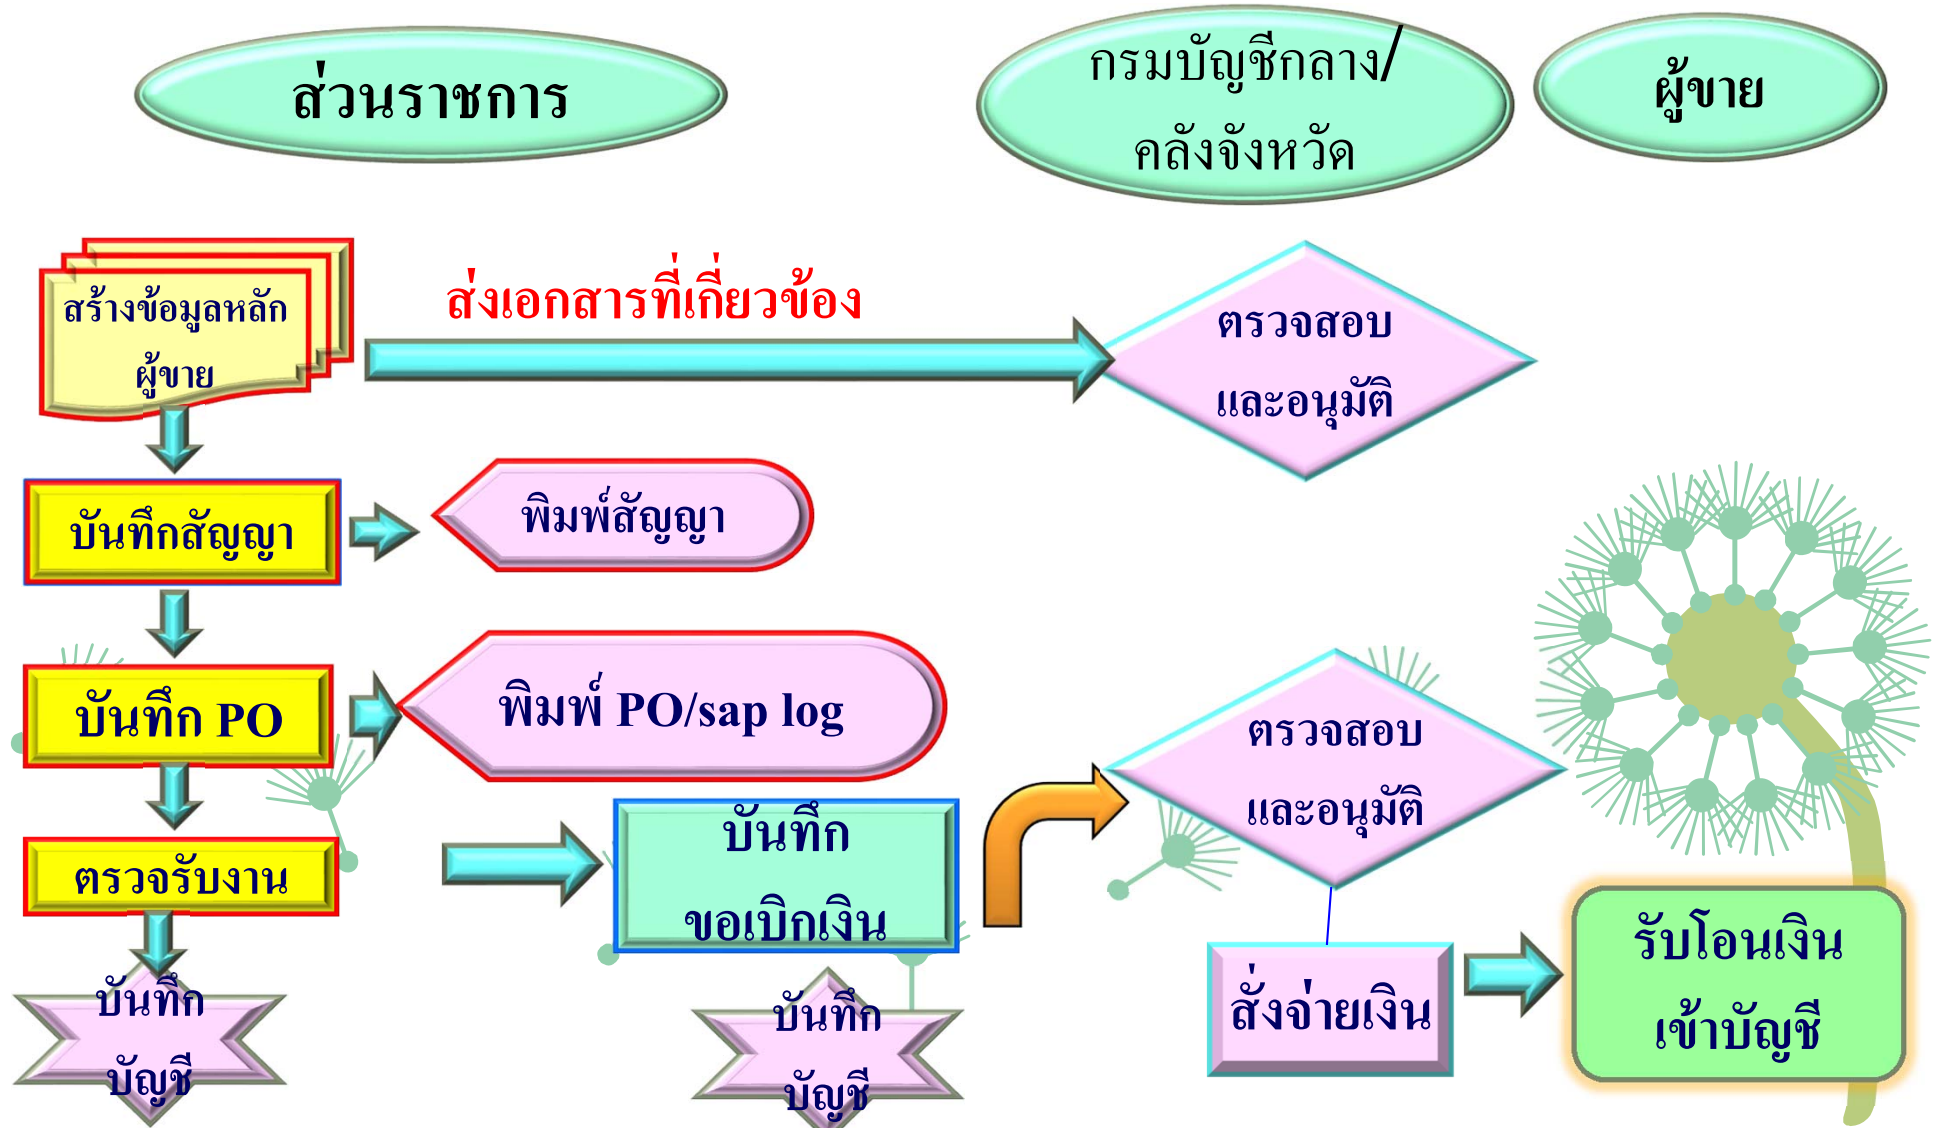 ส่วนราชการ
กรมบัญชีกลาง/
คลังจังหวัด
ผู้ขาย
สร้างข้อมูลหลัก
ผู้ขาย
ส่งเอกสารที่เกี่ยวข้อง
ตรวจสอบ
และอนุมัติ
บันทึกสัญญา
พิมพ์สัญญา
บันทึก PO
พิมพ์ PO/sap log
ตรวจสอบ
และอนุมัติ
ตรวจรับงาน
บันทึก
ขอเบิกเงิน
บันทึก
บัญชี
บันทึก
บัญชี
สั่งจ่ายเงิน
รับโอนเงิน
เข้าบัญชี